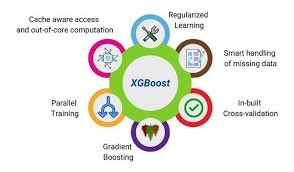 Regularized
Learning
Cache aware access
and out-of-core computation
Smart handling
of missing data
XGBoost
Parallel
Training
In-built
Cross-validation
Gradient
Boosting